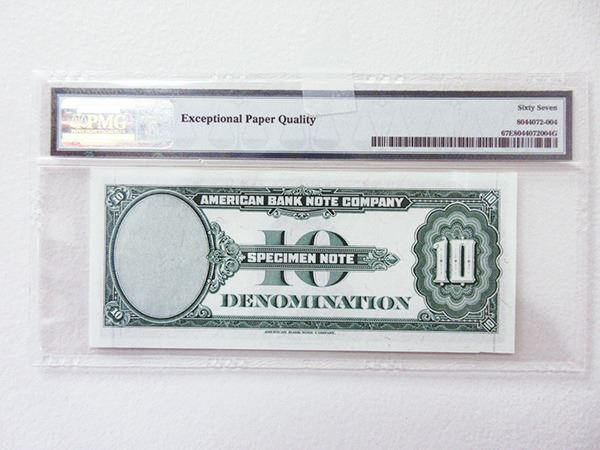 PMG
Exceptional Paper Quality
Sixty Seven
8044072-004
67E8044072004G
10
10
AMERICAN BANK NOTE COMPANY
10
SPECIMEN NOTE
DENOMINATION
10
10
10
10
AMERICAN BANK NOTE COMPANY.